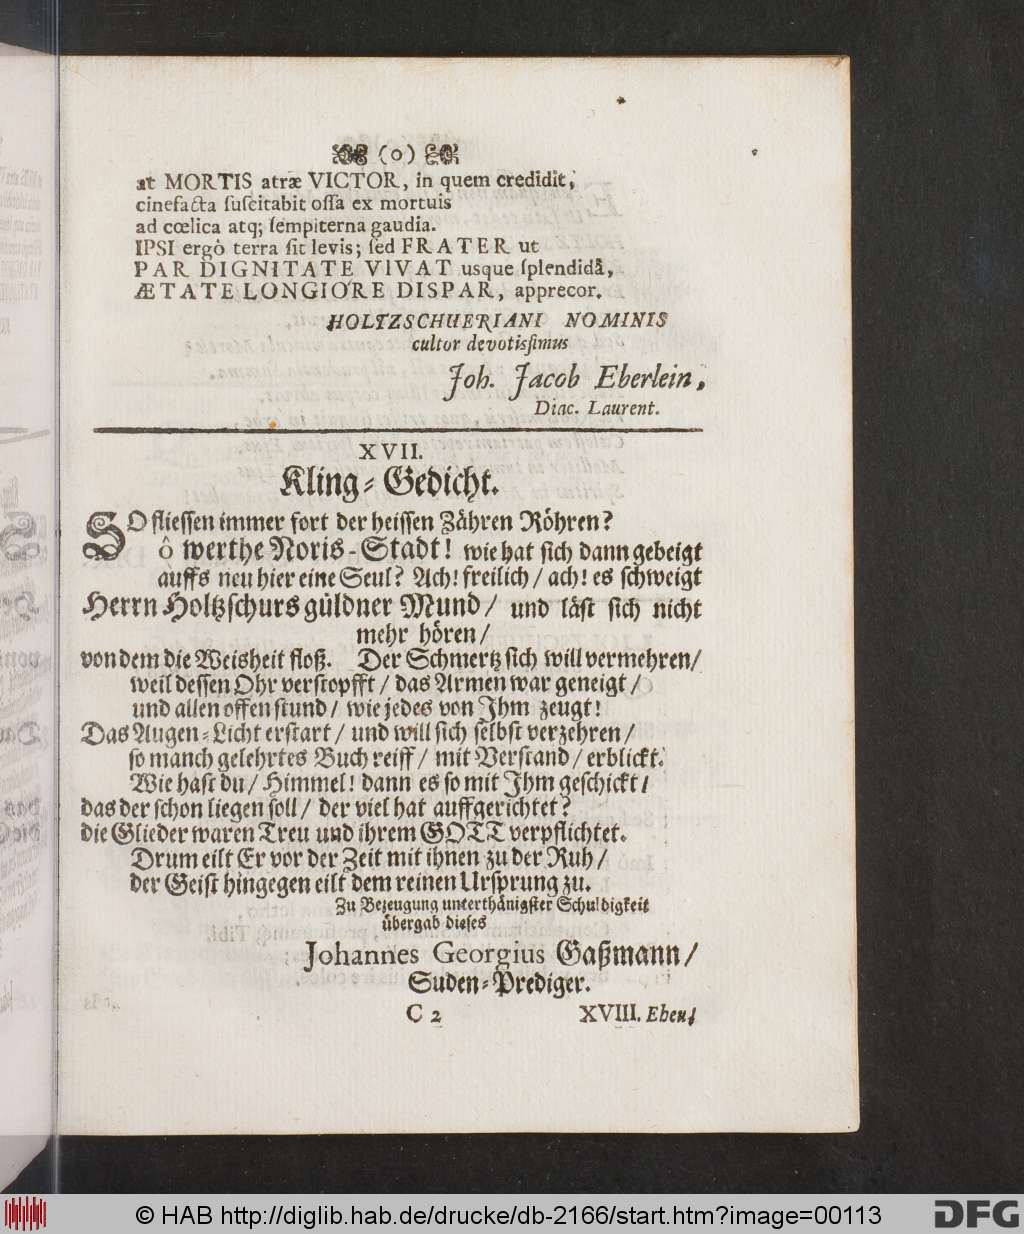 (o)
at MORTIS atræ VICTOR, in quem credidit,
cinefacta ſuſcitabit oſſa ex mortuis
ad cœlica atq; ſempiterna gaudia.
IPSI ergò terra ſit levis; ſed FRATER ut
PAR DIGNITATE VIVAT usque ſplendidâ,
ÆTATE LONGIORE DISPAR, apprecor.
HOLTZSCHUERIANI NOMINIS
cultor devotisſimus
Joh. Jacob Eberlein,
Diac. Laurent.
XVII.
Kling-Gedicht.
SO flieſſen immer fort der heiſſen Zähren Röhren?
ô werthe Noris-Stadt! wie hat ſich dann gebeigt
auffs neu hier eine Seul? Ach! freilich / ach! es ſchweigt
Herrn Holtzſchurs güldner Mund / und läſt ſich nicht
mehr hören /
von dem die Weisheit floß. Der Schmertz ſich will vermehren /
weil deſſen Ohr verſtopfft / das Armen war geneigt /
und allen offen ſtund / wie jedes von Ihm zeugt!
Das Augen-Licht erſtart / und will ſich ſelbſt verzehren /
ſo manch gelehrtes Buch reiff / mit Verſtand / erblickt.
Wie haſt du / Himmel! dann es ſo mit Ihm geſchickt /
das der ſchon liegen ſoll / der viel hat auffgerichtet?
die Glieder waren Treu und ihrem GOTT verpflichtet.
Drum eilt Er vor der Zeit mit ihnen zu der Ruh /
der Geiſt hingegen eilt dem reinen Urſprung zu.
Zu Bezeugung unterthänigſter Schuldigkeit
übergab dieſes
Johannes Georgius Gaßmann /
Suden-Prediger.
C 2
XVIII. Eben,
© HAB http://diglib.hab.de/drucke/db-2166/start.htm?image=00113
DFG